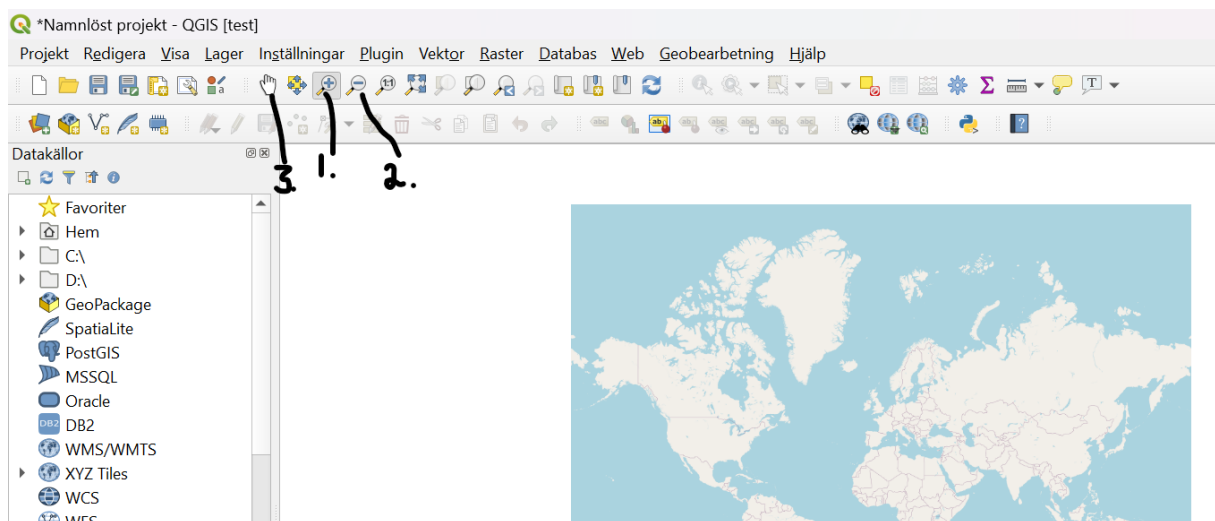 *Namnlöst projekt - QGIS [test]
Projekt Redigera Visa Lager Inställningar Plugin Vektor Raster Databas Web Geobearbetning Hjälp
Datakällor
3. 1. 2.
Favoriter
Hem
C:\
D:\
GeoPackage
SpatiaLite
PostGIS
MSSQL
Oracle
DB2
WMS/WMTS
XYZ Tiles
WCS
WFS